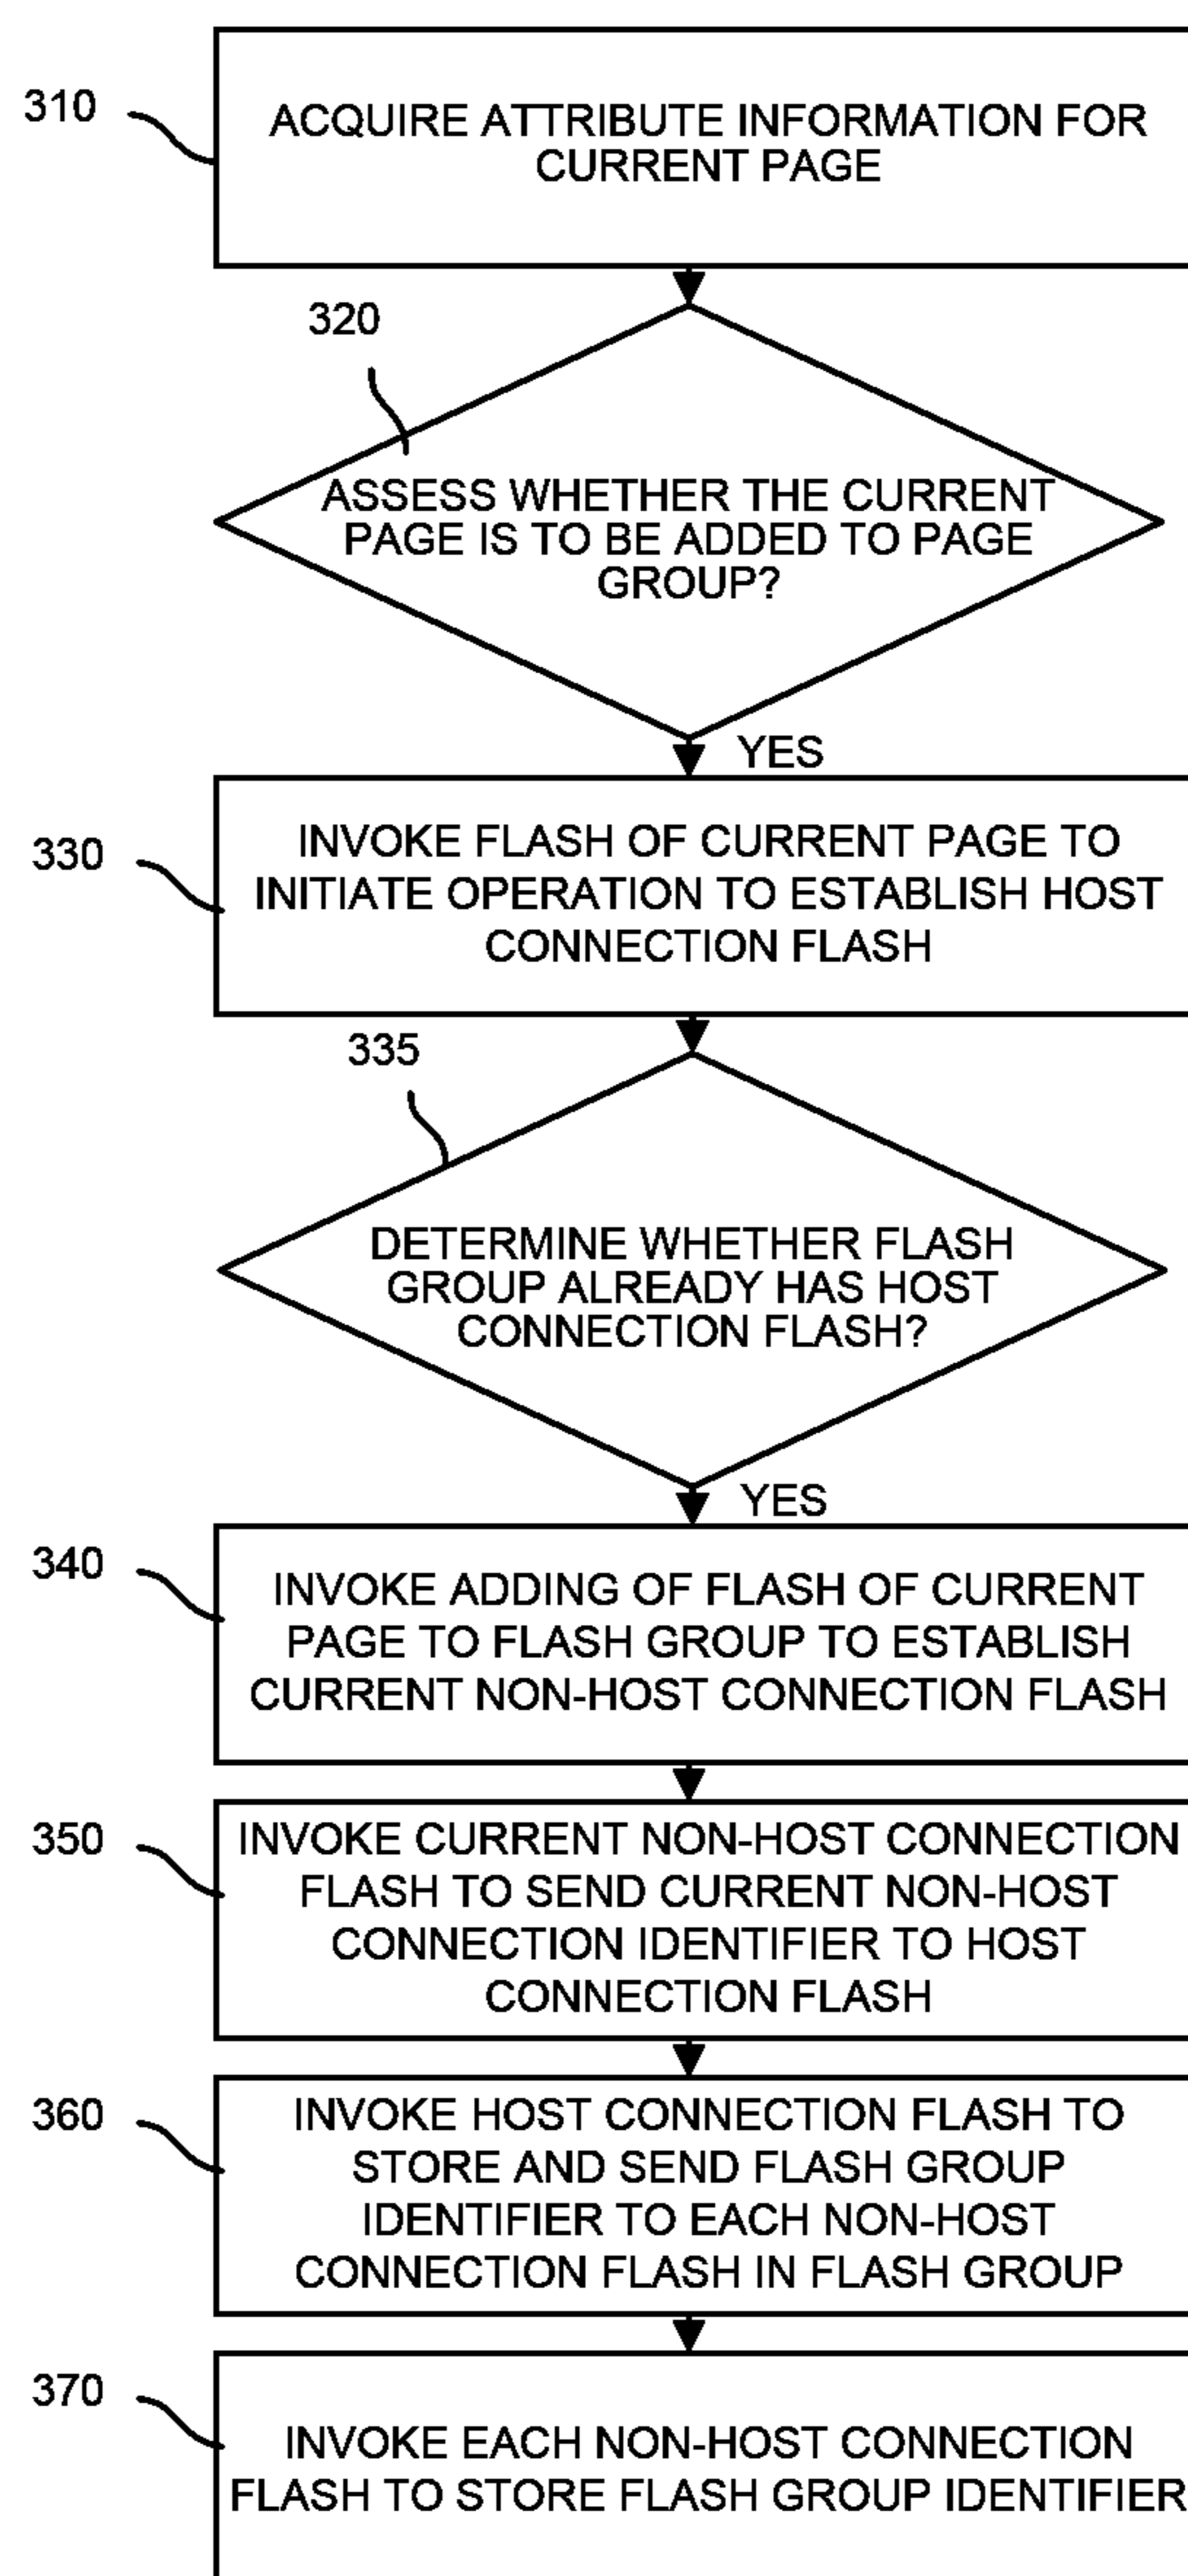 310
ACQUIRE ATTRIBUTE INFORMATION FOR
CURRENT PAGE
320
ASSESS WHETHER THE CURRENT
PAGE IS TO BE ADDED TO PAGE
GROUP?
YES
330
INVOKE FLASH OF CURRENT PAGE TO
INITIATE OPERATION TO ESTABLISH HOST
CONNECTION FLASH
335
DETERMINE WHETHER FLASH
GROUP ALREADY HAS HOST
CONNECTION FLASH?
YES
340
INVOKE ADDING OF FLASH OF CURRENT
PAGE TO FLASH GROUP TO ESTABLISH
CURRENT NON-HOST CONNECTION FLASH
350
INVOKE CURRENT NON-HOST CONNECTION
FLASH TO SEND CURRENT NON-HOST
CONNECTION IDENTIFIER TO HOST
CONNECTION FLASH
360
INVOKE HOST CONNECTION FLASH TO
STORE AND SEND FLASH GROUP
IDENTIFIER TO EACH NON-HOST
CONNECTION FLASH IN FLASH GROUP
370
INVOKE EACH NON-HOST CONNECTION
FLASH TO STORE FLASH GROUP IDENTIFIER